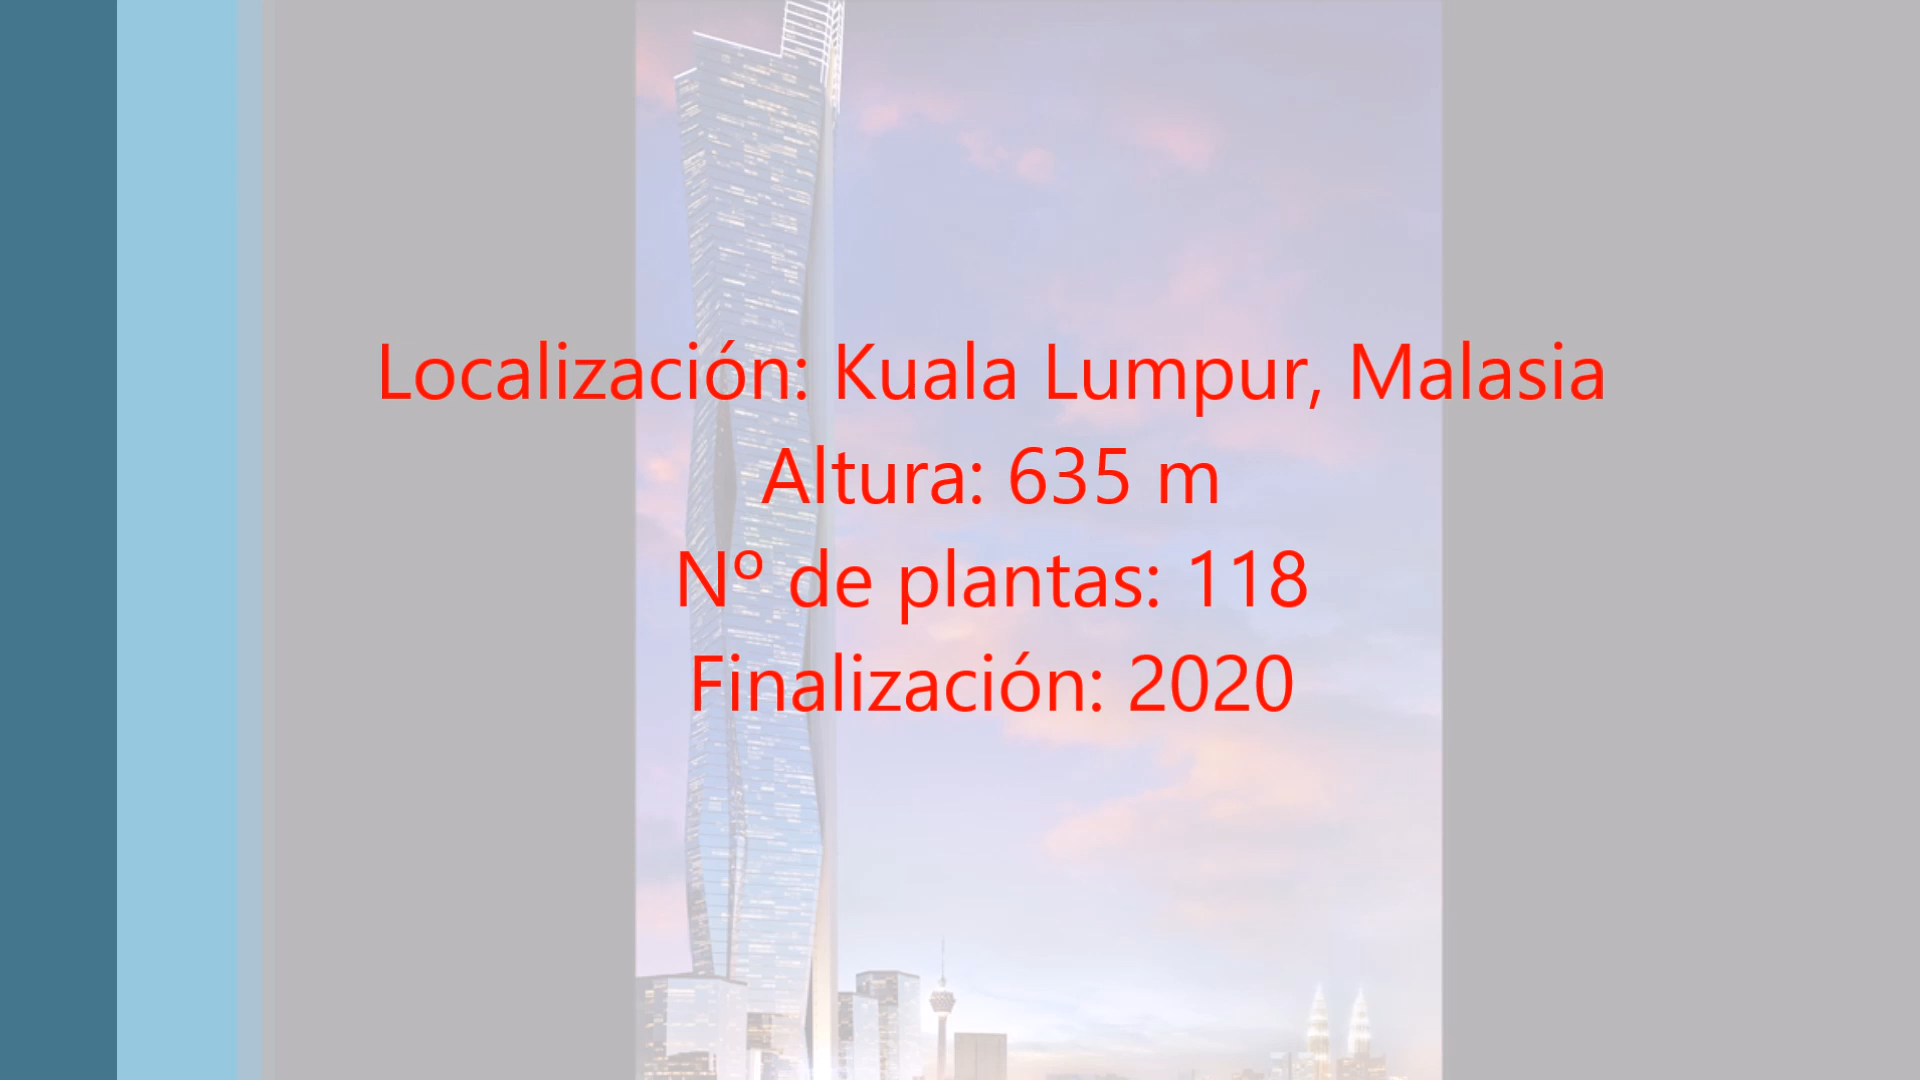 Localización: Kuala Lumpur, Malasia
Altura: 635 m
Nº de plantas: 118
Finalización: 2020